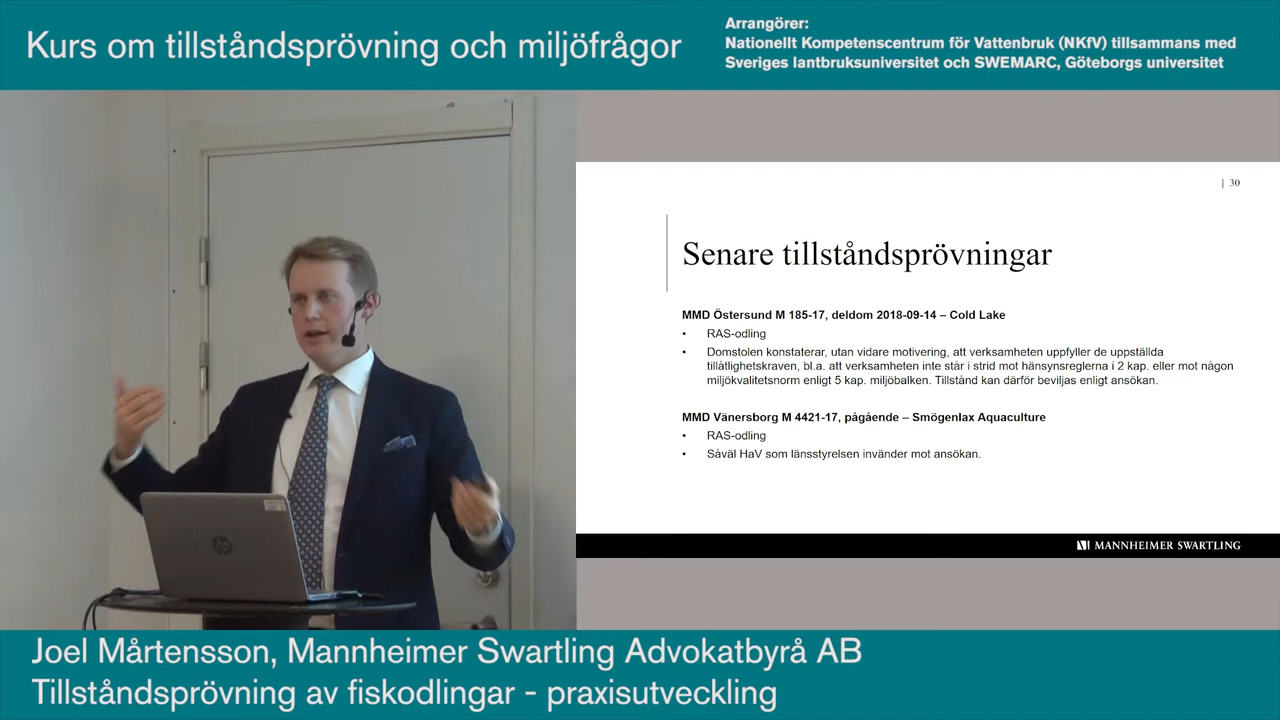 Kurs om tillståndsprövning och miljöfrågor
Arrangörer:
Nationellt Kompetenscentrum för Vattenbruk (NKfV) tillsammans med
Sveriges lantbruksuniversitet och SWEMARC, Göteborgs universitet
| 30
Senare tillståndsprövningar
MMD Östersund M 185-17, deldom 2018-09-14 – Cold Lake
• RAS-odling
• Domstolen konstaterar, utan vidare motivering, att verksamheten uppfyller de uppställda
tillåtlighetskraven, bl.a. att verksamheten inte står i strid mot hänsynsreglerna i 2 kap. eller mot någon
miljökvalitetsnorm enligt 5 kap. miljöbalken. Tillstånd kan därför beviljas enligt ansökan.
MMD Vänersborg M 4421-17, pågående – Smögenlax Aquaculture
• RAS-odling
• Såväl HaV som länsstyrelsen invänder mot ansökan.
MANNHEIMER SWARTLING
hp
Joel Mårtensson, Mannheimer Swartling Advokatbyrå AB
Tillståndsprövning av fiskodlingar - praxisutveckling